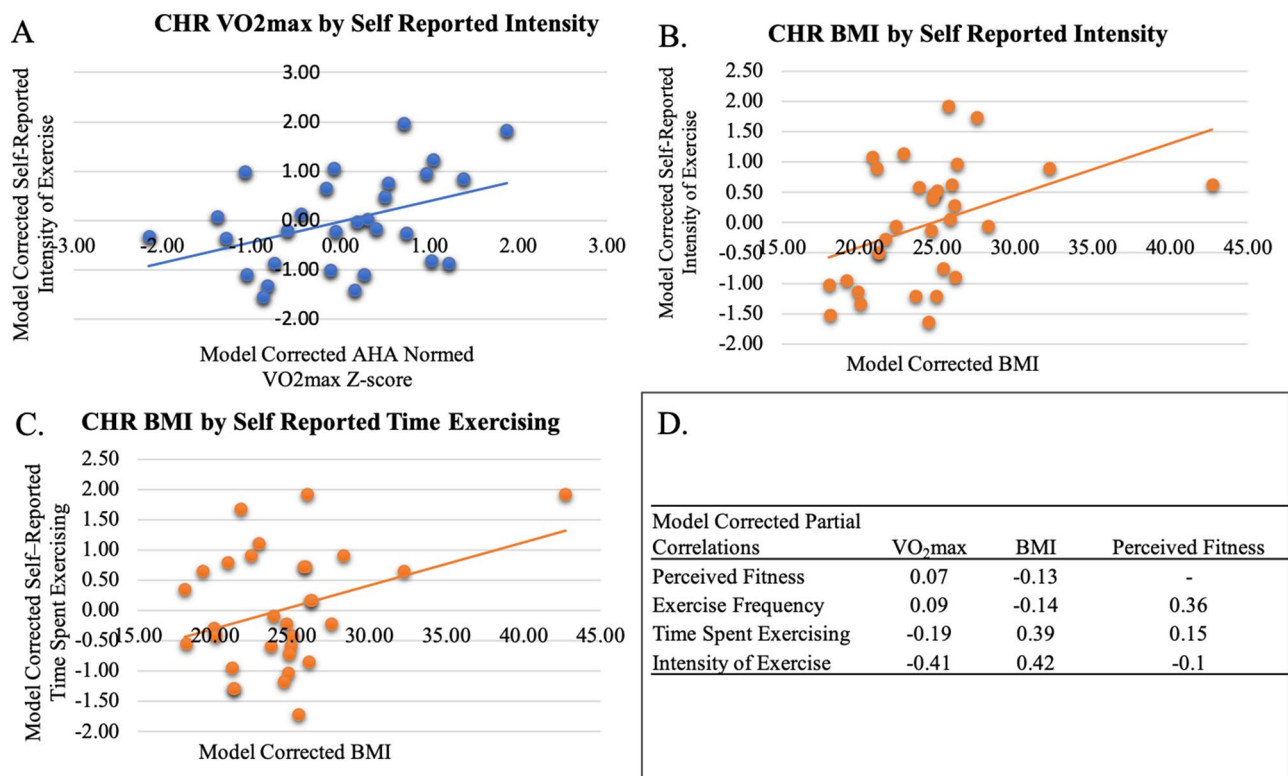 A
CHR VO2max by Self Reported Intensity
Model Corrected Self-Reported
Intensity of Exercise
3.00
2.00
1.00
0.00
-1.00
-2.00
-3.00
-2.00
-1.00
0.00
1.00
2.00
3.00
Model Corrected AHA Normed
VO2max Z-score
B.
CHR BMI by Self Reported Intensity
Model Corrected Self-Reported
Intensity of Exercise
2.50
2.00
1.50
1.00
0.50
0.00
-0.50
-1.00
-1.50
-2.00
15.00
20.00
25.00
30.00
35.00
40.00
45.00
Model Corrected BMI
C.
CHR BMI by Self Reported Time Exercising
Model Corrected Self-Reported
Time Spent Exercising
2.50
2.00
1.50
1.00
0.50
0.00
-0.50
-1.00
-1.50
-2.00
15.00
20.00
25.00
30.00
35.00
40.00
45.00
Model Corrected BMI
D.
Model Corrected Partial
Correlations VO₂max BMI Perceived Fitness
Perceived Fitness 0.07 -0.13 -
Exercise Frequency 0.09 -0.14 0.36
Time Spent Exercising -0.19 0.39 0.15
Intensity of Exercise -0.41 0.42 -0.1